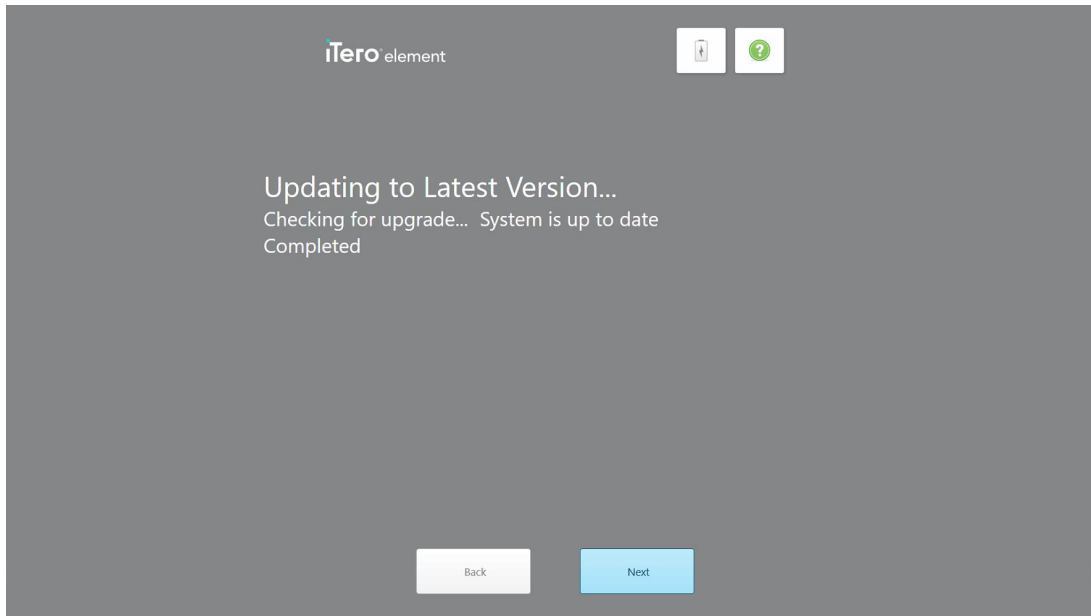 iTero element
?
Updating to Latest Version...
Checking for upgrade... System is up to date
Completed
Back
Next